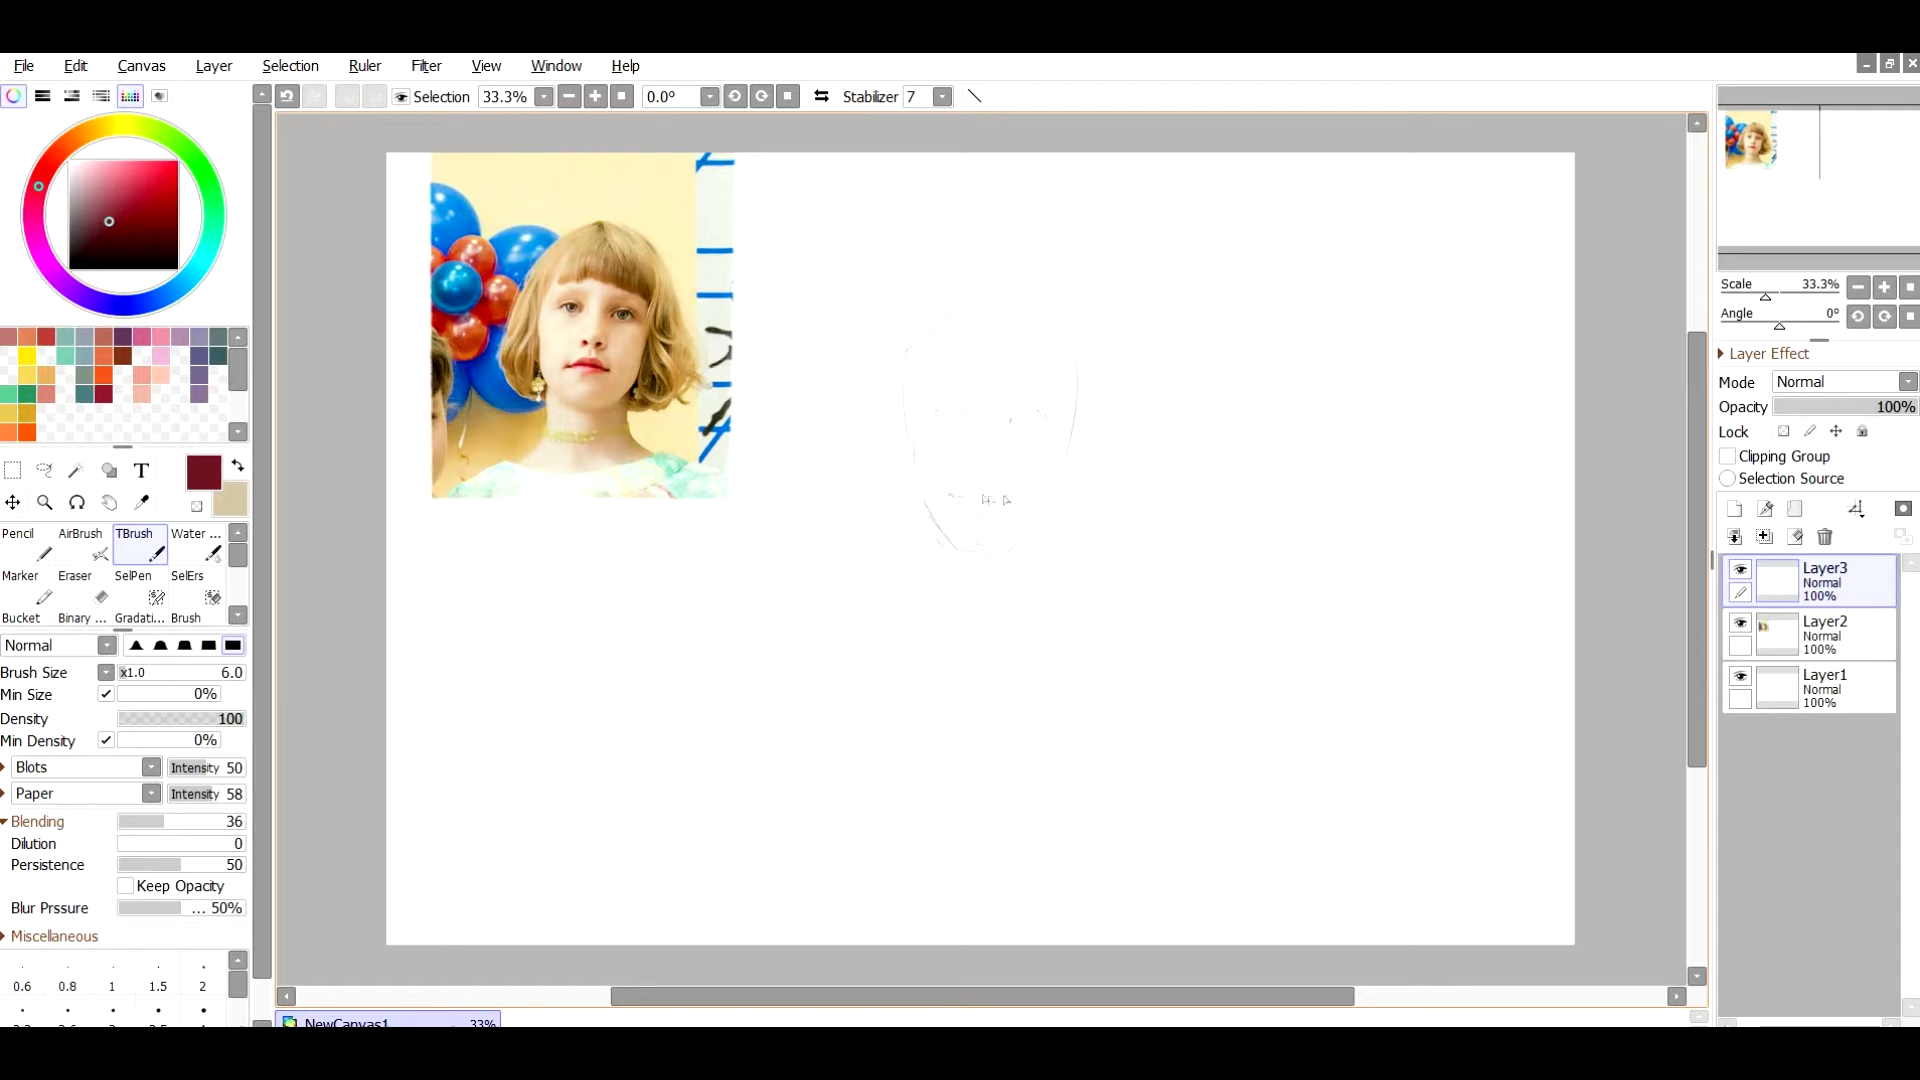 File Edit Canvas Layer Selection Ruler Filter View Window Help
Selection 33.3% 0.0° Stabilizer 7
Scale 33.3%
Angle 0°
Layer Effect
Mode Normal
Opacity 100%
Lock
Clipping Group
Selection Source
T
Pencil AirBrush TBrush Water ...
Marker Eraser SelPen SelErs
Bucket Binary ... Gradati... Brush
Layer3
Normal
100%
Layer2
Normal
100%
Layer1
Normal
100%
Normal
Brush Size x1.0 6.0
Min Size 0%
Density 100
Min Density 0%
Blots Intensity 50
Paper Intensity 58
Blending 36
Dilution 0
Persistence 50
Keep Opacity
Blur Prssure ... 50%
Miscellaneous
0.6 0.8 1 1.5 2
NewCanvas1 33%